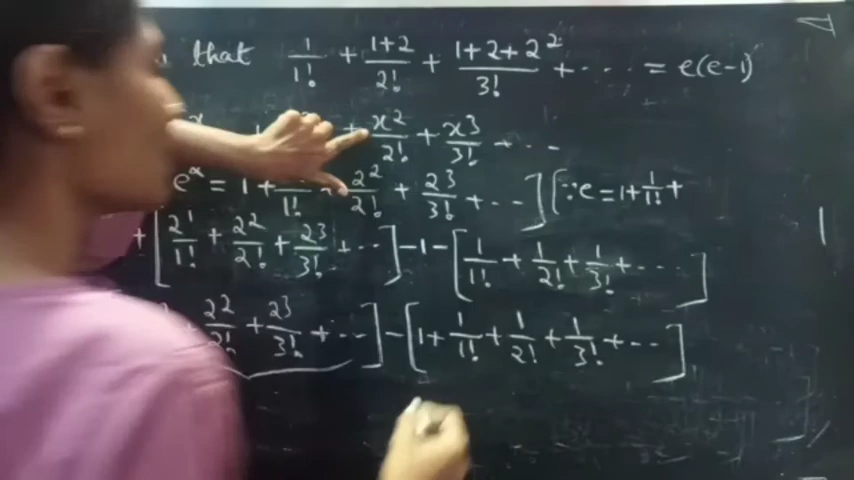 that 1/1! + 1+2/2! + 1+2+2²/3! + ... = e(e-1)
x²/2! + x³/3! + ...
eˣ = 1 + /1! 2²/2! + 2³/3! + ...] [∵ e = 1 + 1/1! +
+ [2¹/1! + 2²/2! + 2³/3! + ...] - 1 - [1/1! + 1/2! + 1/3! + ...]
+ 2²/2! + 2³/3! + ...] - [1 + 1/1! + 1/2! + 1/3! + ...]